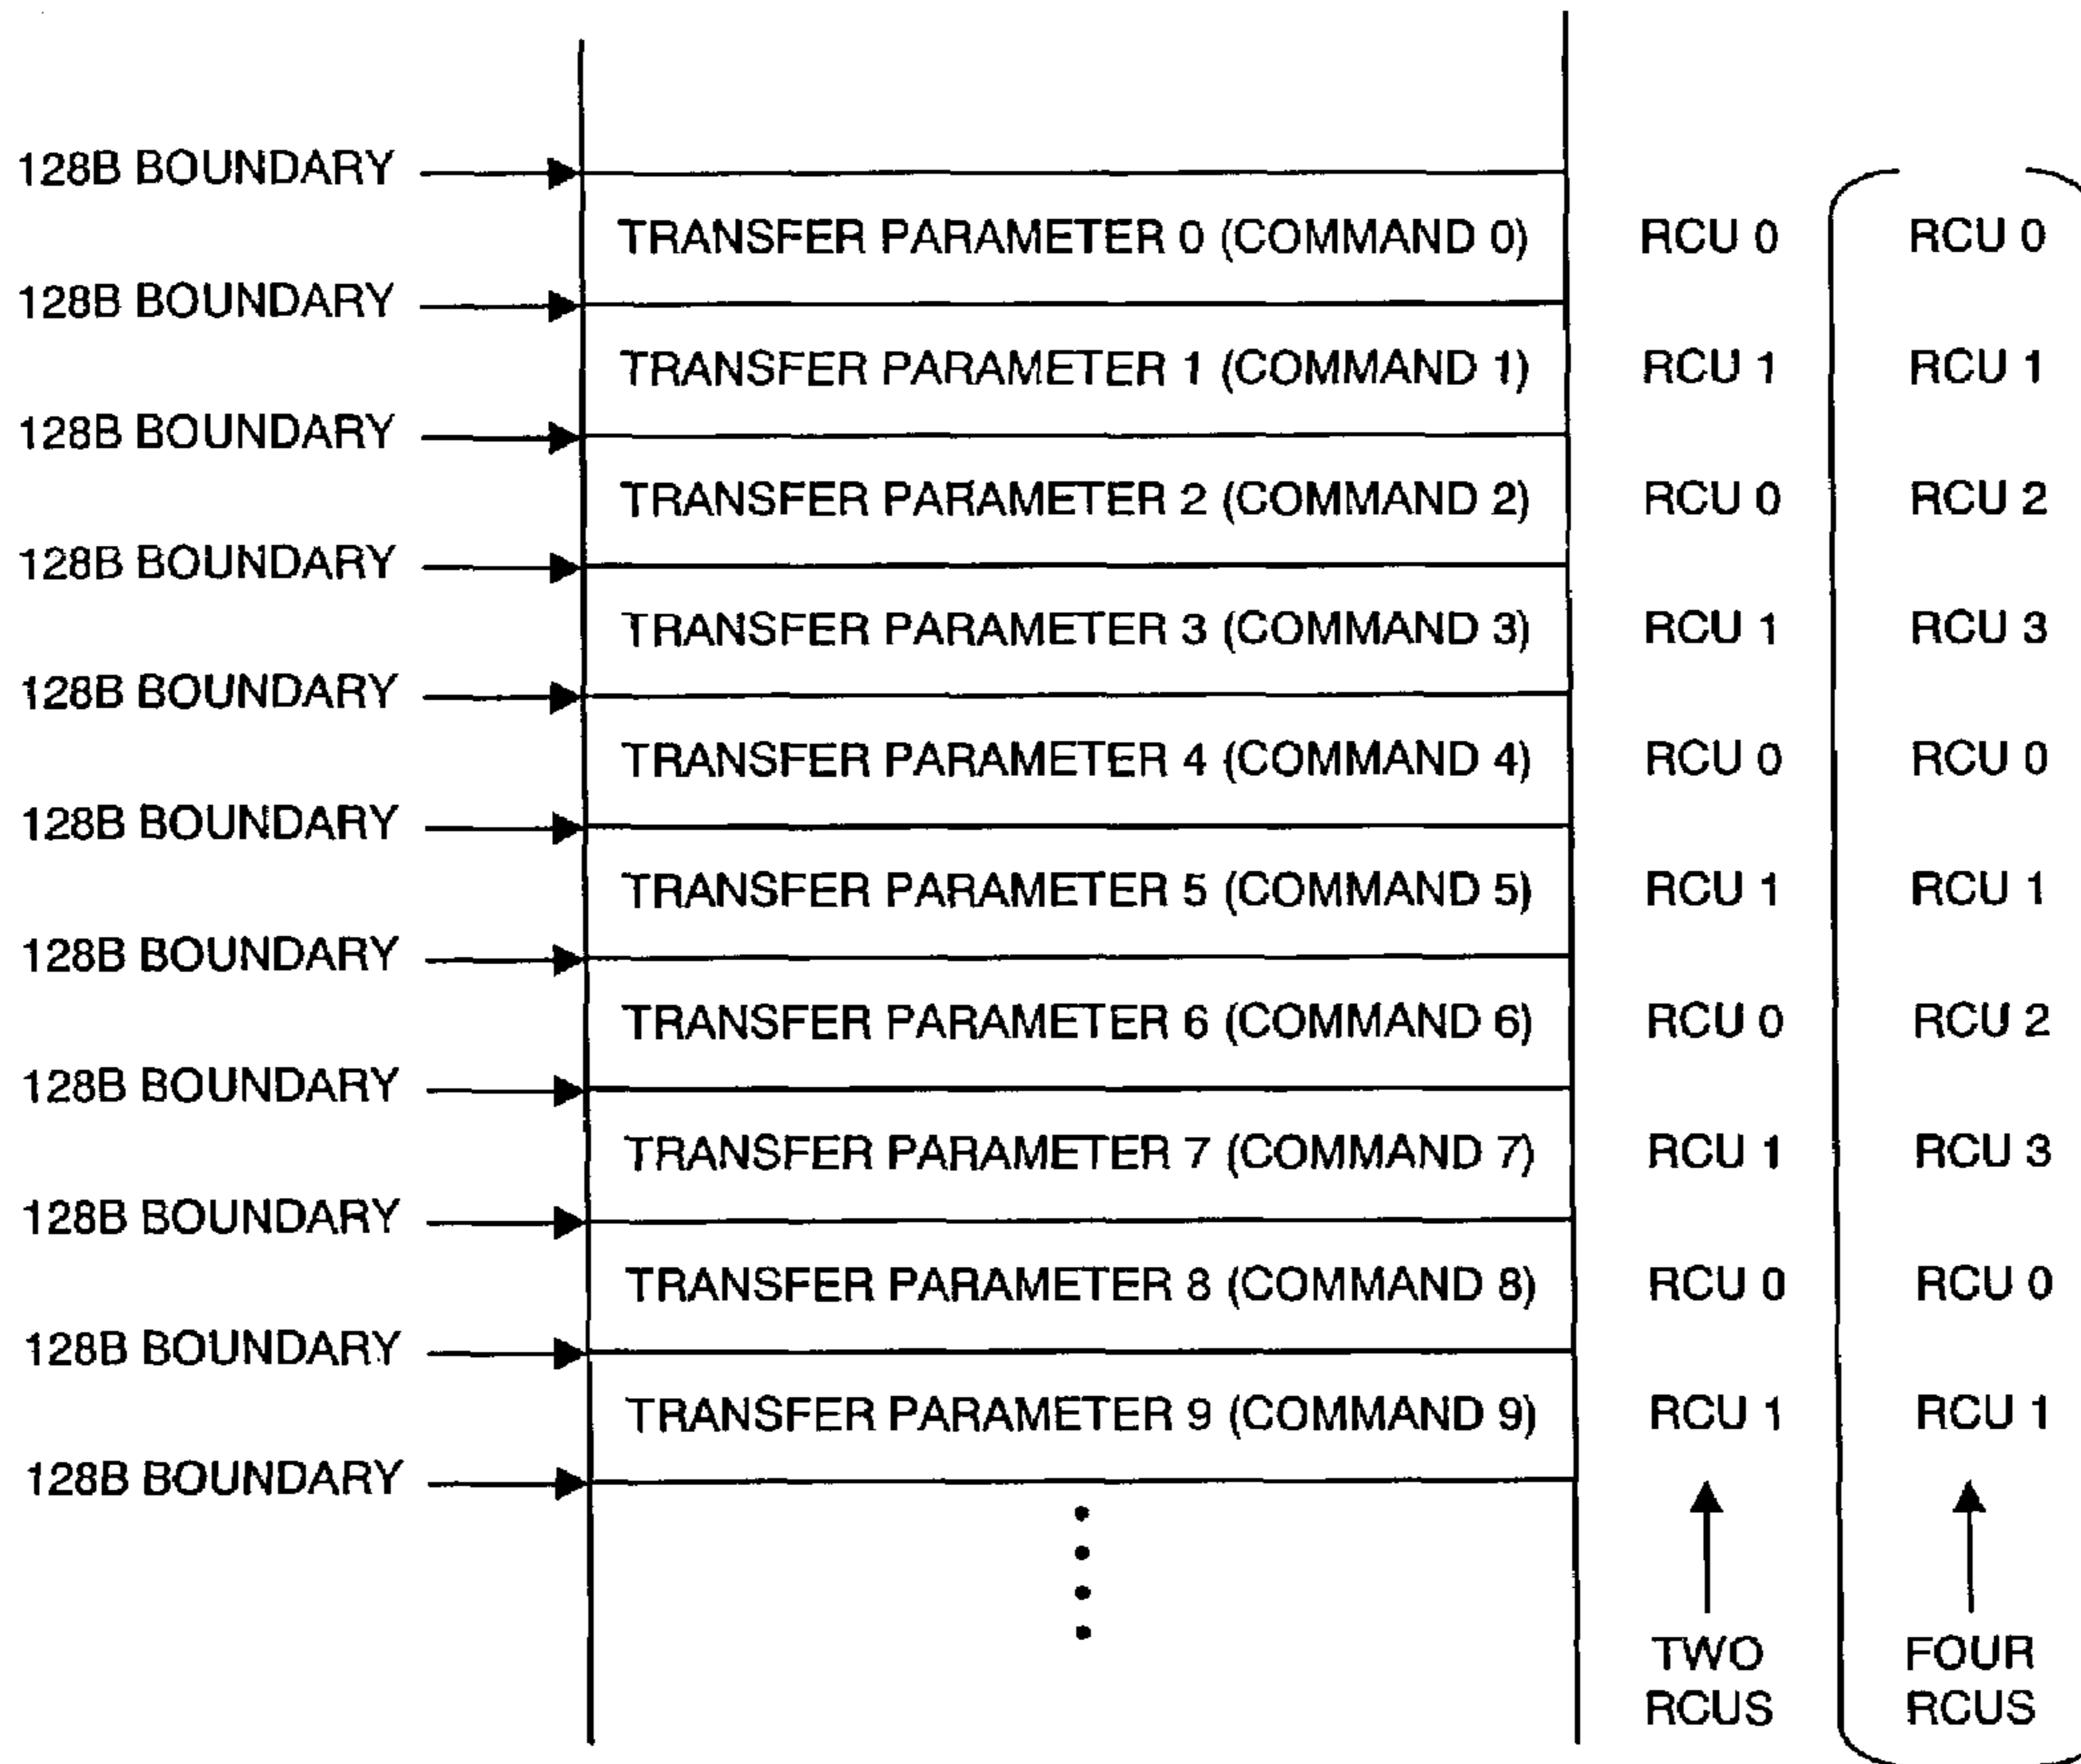 128B BOUNDARY
TRANSFER PARAMETER 0 (COMMAND 0) RCU 0 RCU 0
128B BOUNDARY
TRANSFER PARAMETER 1 (COMMAND 1) RCU 1 RCU 1
128B BOUNDARY
TRANSFER PARAMETER 2 (COMMAND 2) RCU 0 RCU 2
128B BOUNDARY
TRANSFER PARAMETER 3 (COMMAND 3) RCU 1 RCU 3
128B BOUNDARY
TRANSFER PARAMETER 4 (COMMAND 4) RCU 0 RCU 0
128B BOUNDARY
TRANSFER PARAMETER 5 (COMMAND 5) RCU 1 RCU 1
128B BOUNDARY
TRANSFER PARAMETER 6 (COMMAND 6) RCU 0 RCU 2
128B BOUNDARY
TRANSFER PARAMETER 7 (COMMAND 7) RCU 1 RCU 3
128B BOUNDARY
TRANSFER PARAMETER 8 (COMMAND 8) RCU 0 RCU 0
128B BOUNDARY
TRANSFER PARAMETER 9 (COMMAND 9) RCU 1 RCU 1
128B BOUNDARY
TWO RCUS
FOUR RCUS